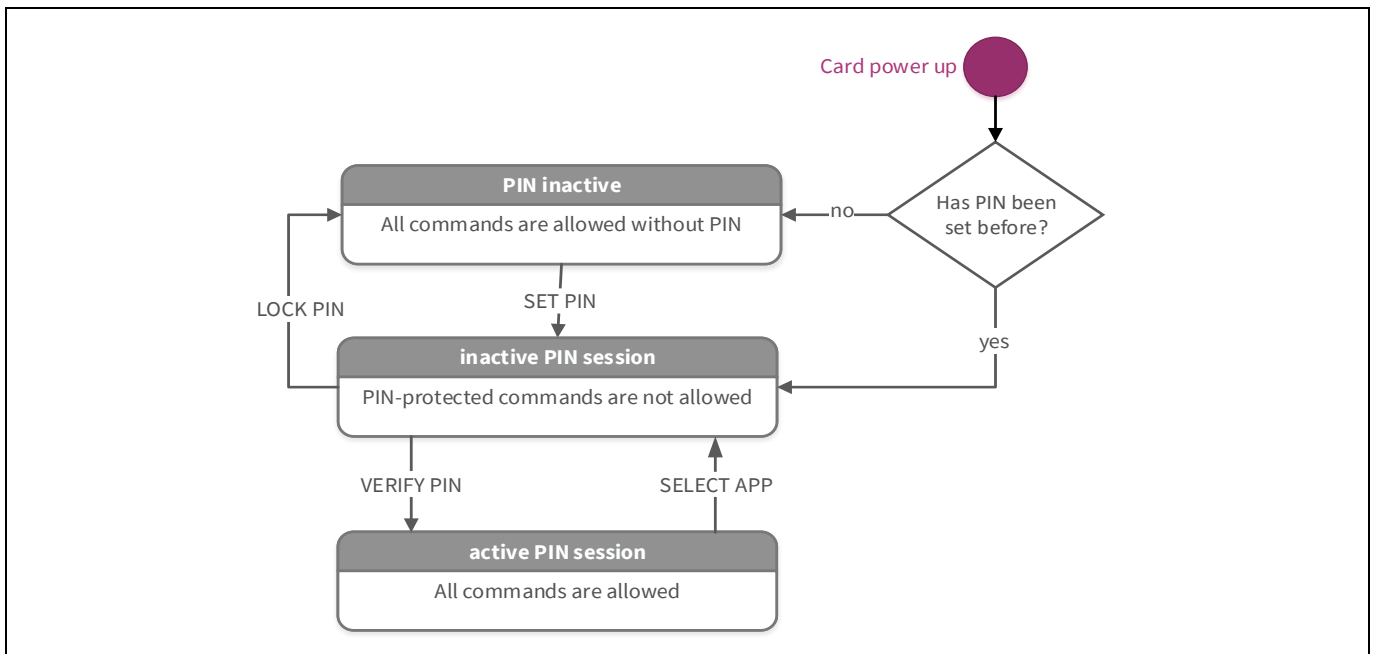 Card power up
PIN inactive
All commands are allowed without PIN
no
Has PIN been
set before?
LOCK PIN
SET PIN
yes
inactive PIN session
PIN-protected commands are not allowed
VERIFY PIN
SELECT APP
active PIN session
All commands are allowed